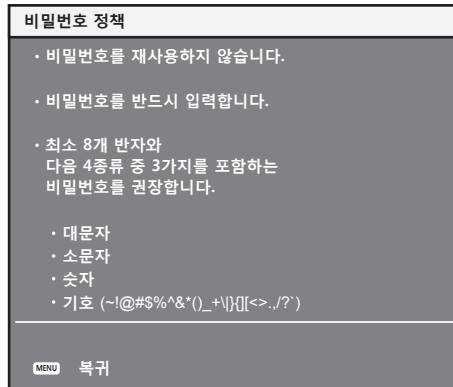 비밀번호 정책
· 비밀번호를 재사용하지 않습니다.
· 비밀번호를 반드시 입력합니다.
· 최소 8개 반자와
다음 4종류 중 3가지를 포함하는
비밀번호를 권장합니다.
· 대문자
· 소문자
· 숫자
· 기호 (~!@#$%^&*()_+\|}{][<>.,/?`)
MENU 복귀